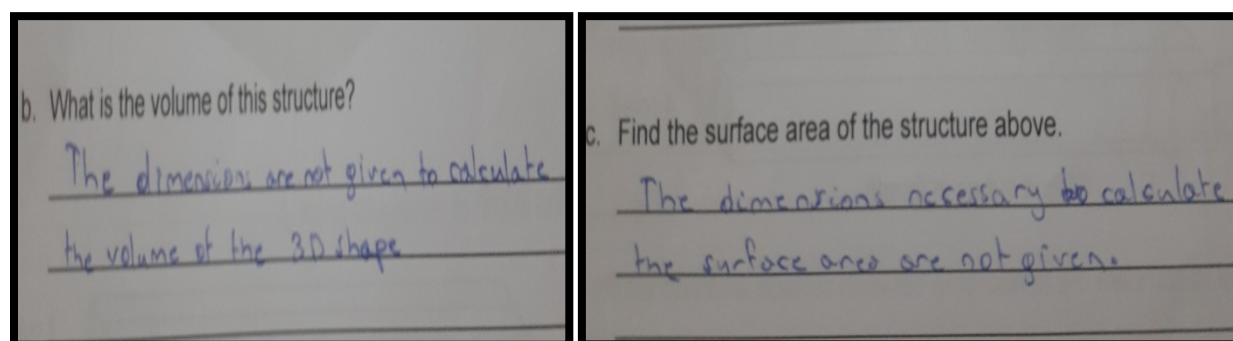 b. What is the volume of this structure?
The dimensions are not given to calculate
the volume of the 3D shape
c. Find the surface area of the structure above.
The dimensions necessary to calculate
the surface area are not given.